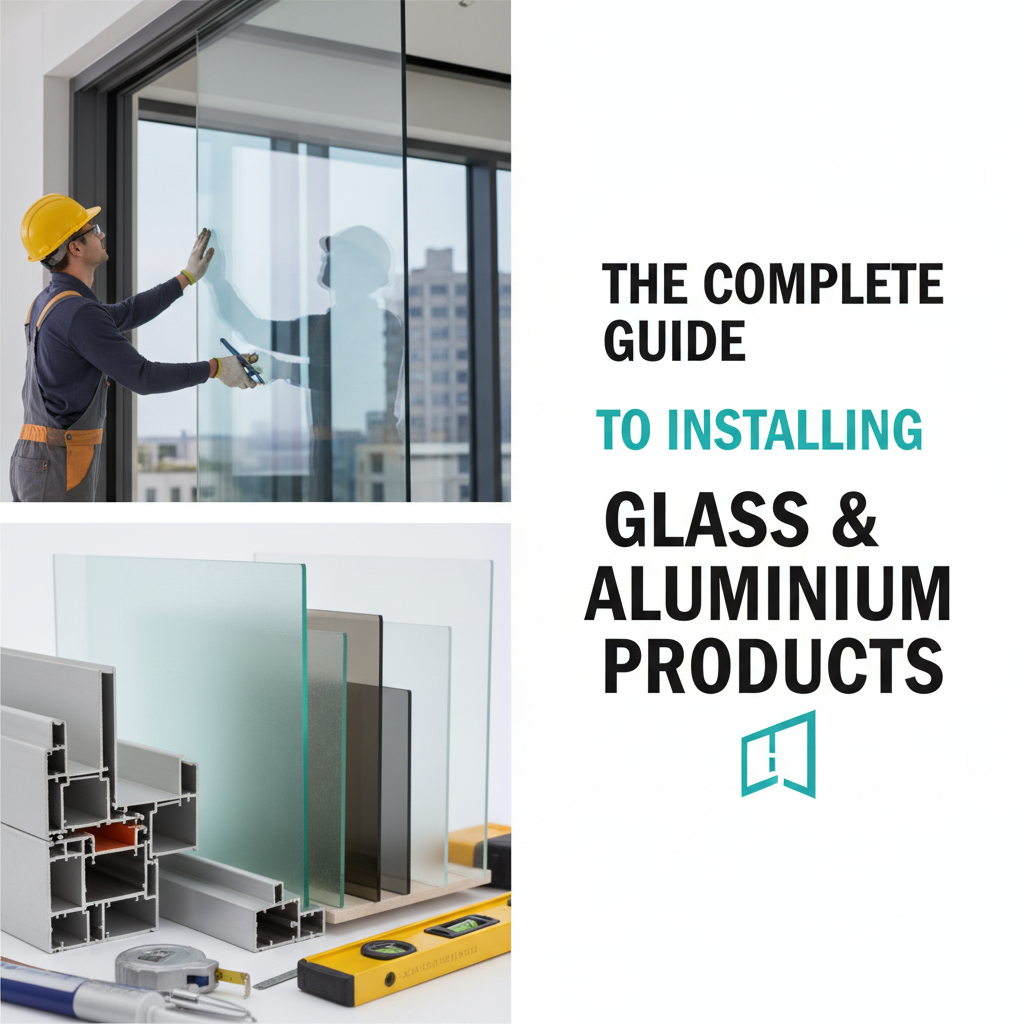 THE COMPLETE
GUIDE
TO INSTALLING
GLASS &
ALUMINIUM
PRODUCTS